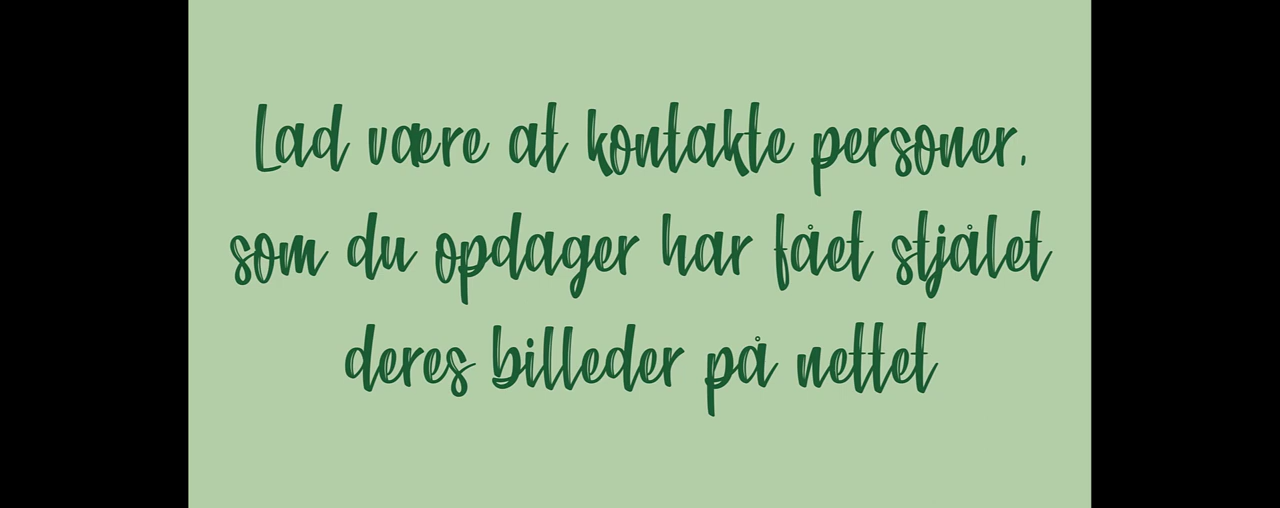 Lad være at kontakte personer,
som du opdager har fået stjålet
deres billeder på nettet